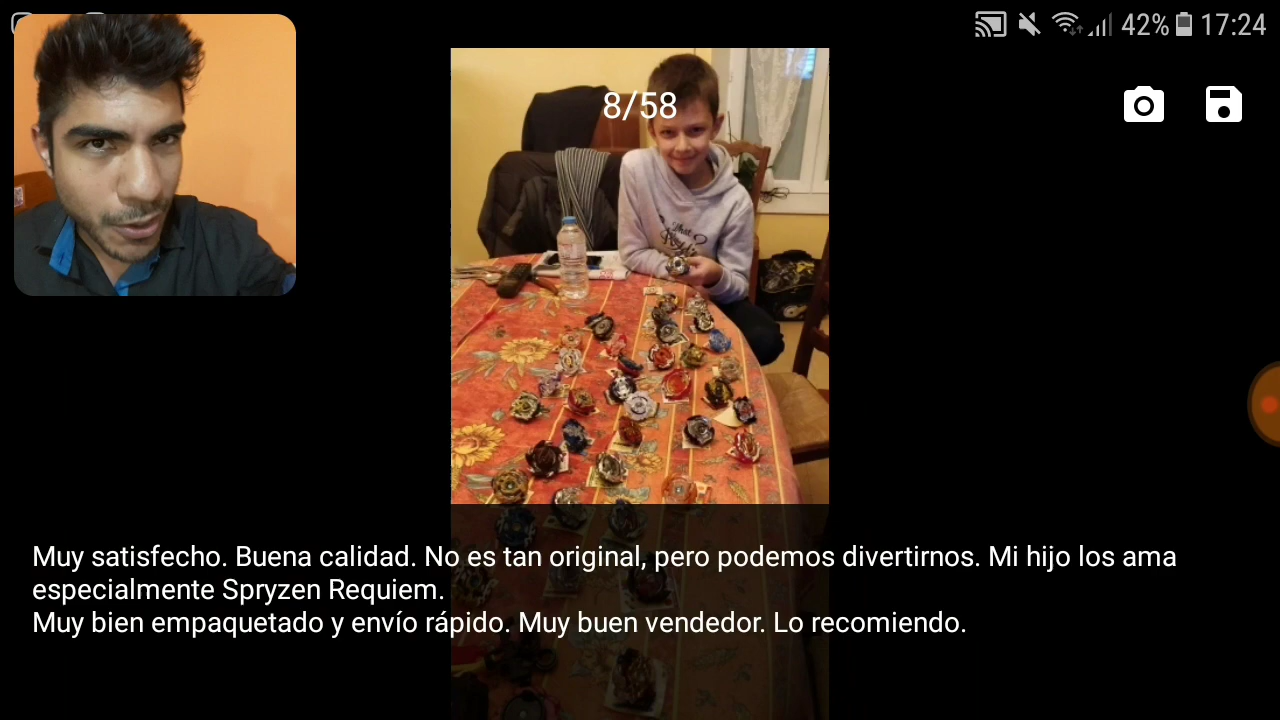 42% 17:24
8/58
Muy satisfecho. Buena calidad. No es tan original, pero podemos divertirnos. Mi hijo los ama
especialmente Spryzen Requiem.
Muy bien empaquetado y envío rápido. Muy buen vendedor. Lo recomiendo.